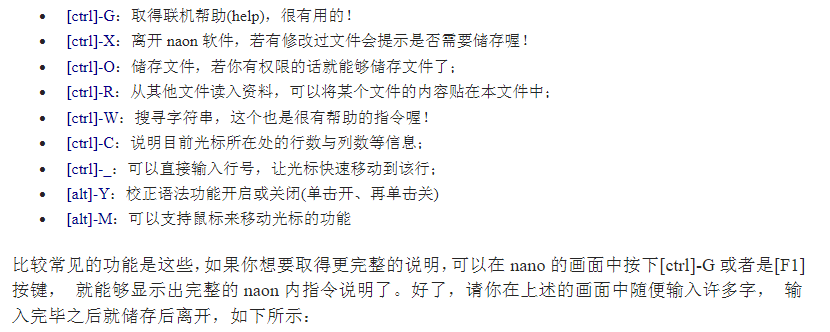 • [ctrl]-G：取得联机帮助(help)，很有用的！
• [ctrl]-X：离开 naon 软件，若有修改过文件会提示是否需要储存喔！
• [ctrl]-O：储存文件，若你有权限的话就能够储存文件了；
• [ctrl]-R：从其他文件读入资料，可以将某个文件的内容贴在本文件中；
• [ctrl]-W：搜寻字符串，这个也是很有帮助的指令喔！
• [ctrl]-C：说明目前光标所在处的行数与列数等信息；
• [ctrl]-_：可以直接输入行号，让光标快速移动到该行；
• [alt]-Y：校正语法功能开启或关闭(单击开、再单击关)
• [alt]-M：可以支持鼠标来移动光标的功能
比较常见的功能是这些，如果你想要取得更完整的说明，可以在 nano 的画面中按下[ctrl]-G 或者是[F1]
按键， 就能够显示出完整的 naon 内指令说明了。好了，请你在上述的画面中随便输入许多字， 输
入完毕之后就储存后离开，如下所示：